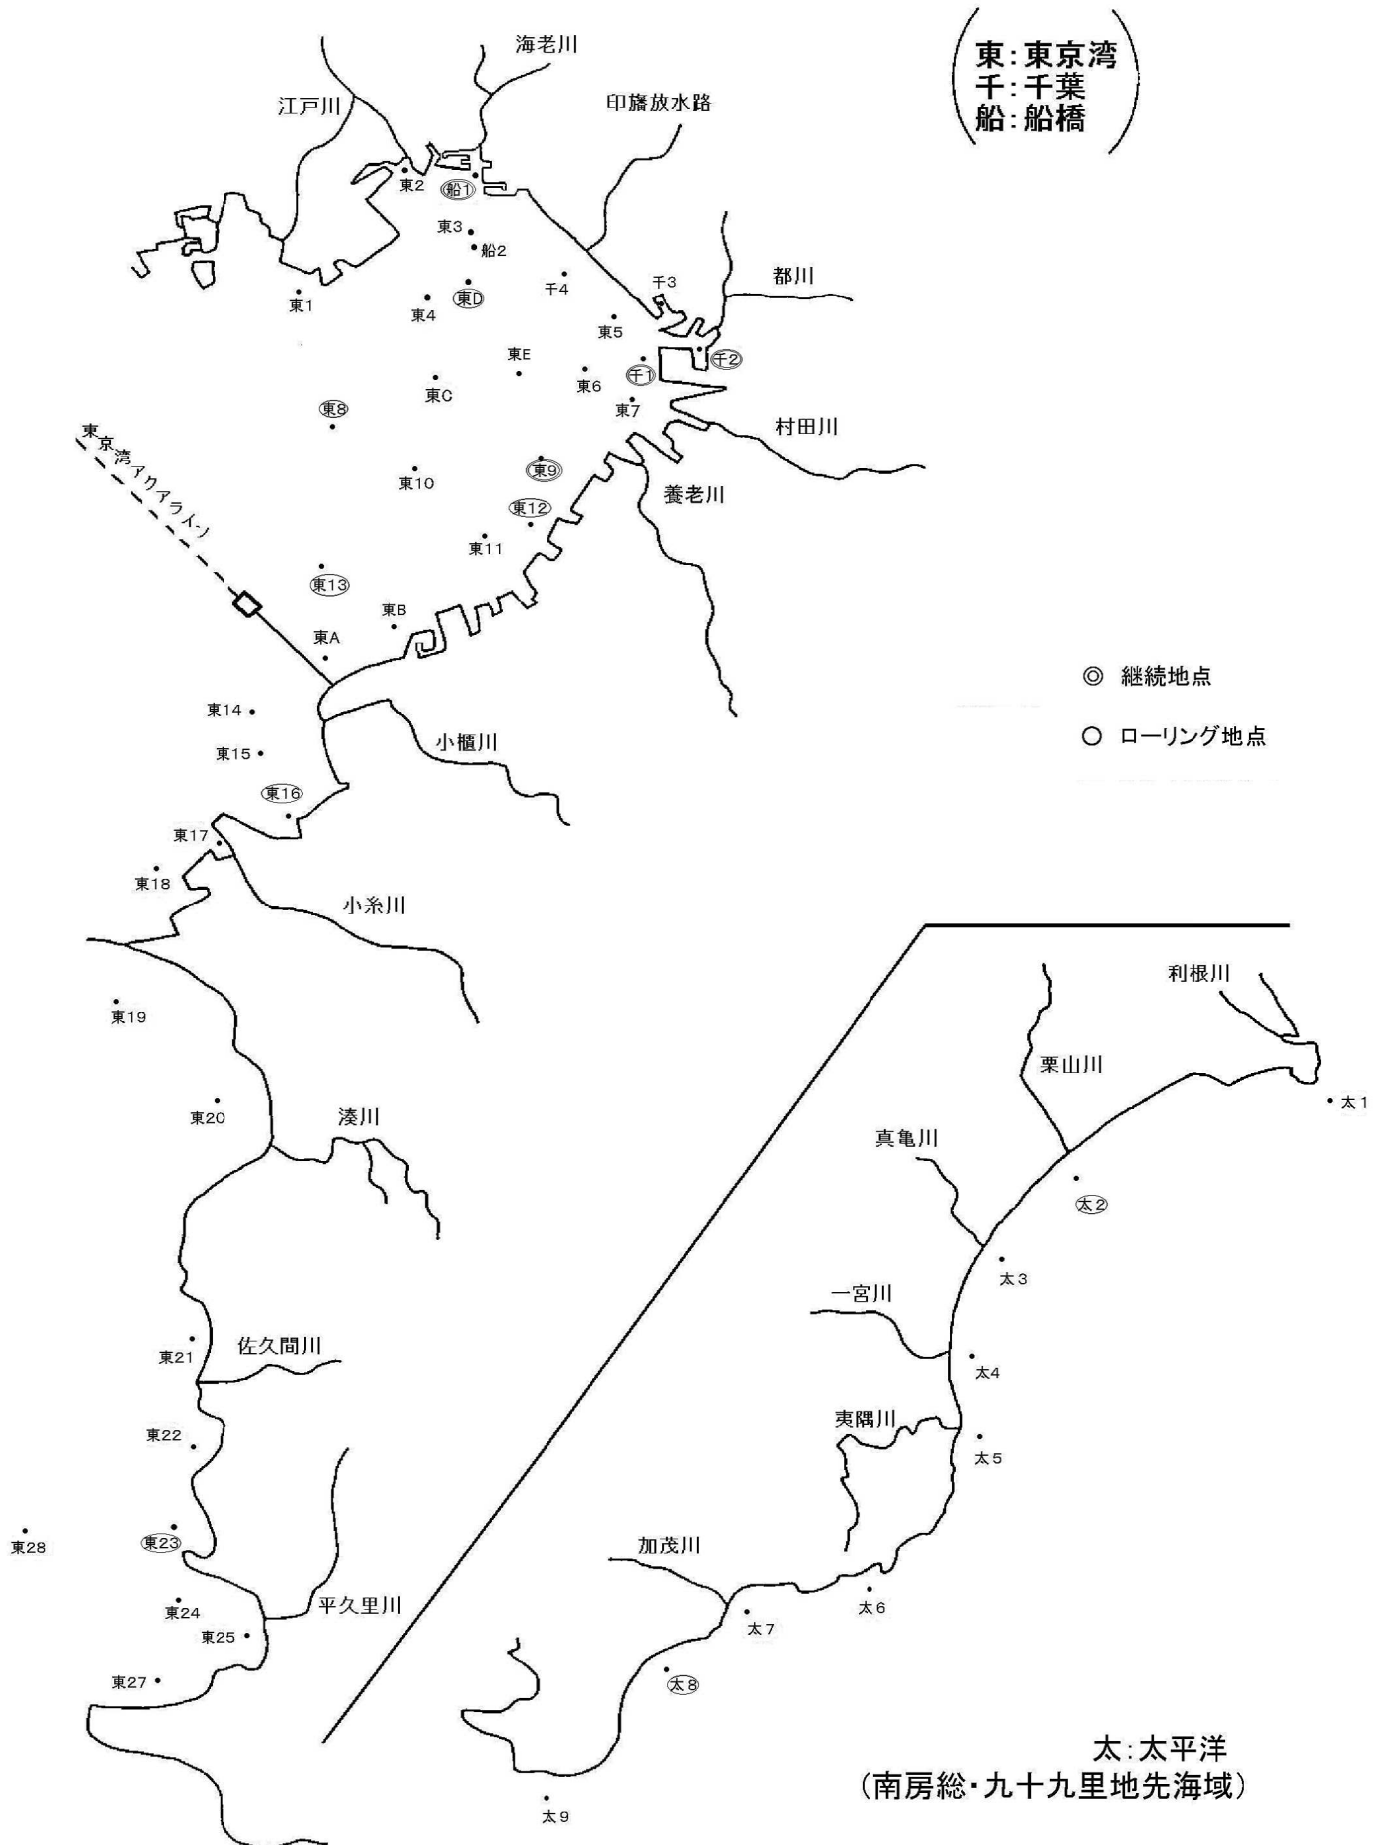 東:東京湾
千:千葉
船:船橋
海老川
江戸川
印旛放水路
東2
船1
東3
船2
都川
千3
千4
東D
東1
東4
東5
東E
千2
千1
東6
東C
東7
東8
村田川
東京湾アクアライン
東9
東10
養老川
東12
東11
東13
東B
東A
◎ 継続地点
東14
○ ローリング地点
東15
小櫃川
東16
東17
東18
小糸川
利根川
東19
栗山川
太1
東20
湊川
真亀川
太2
太3
一宮川
佐久間川
東21
太4
夷隅川
東22
太5
東23
東28
加茂川
平久里川
東24
太6
東25
太7
東27
太8
太:太平洋
(南房総・九十九里地先海域)
太9